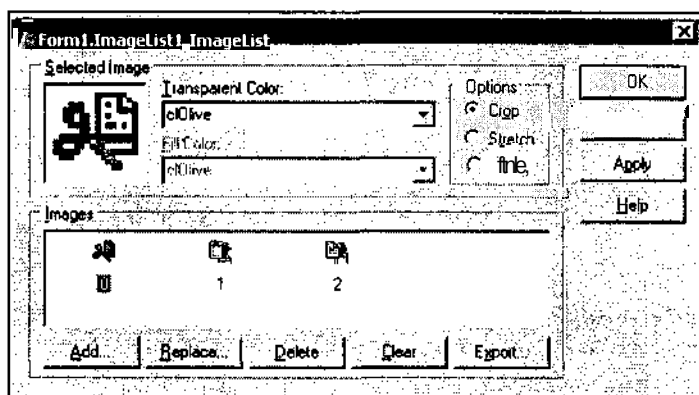 Form1.ImageList1 ImageList
Selected Image
Transparent Color:
clOlive
Fill Color:
clOlive
Options:
Crop
Stretch
OK
Apply
Help
Images
0
1
2
Add...
Replace...
Delete
Clear
Export...